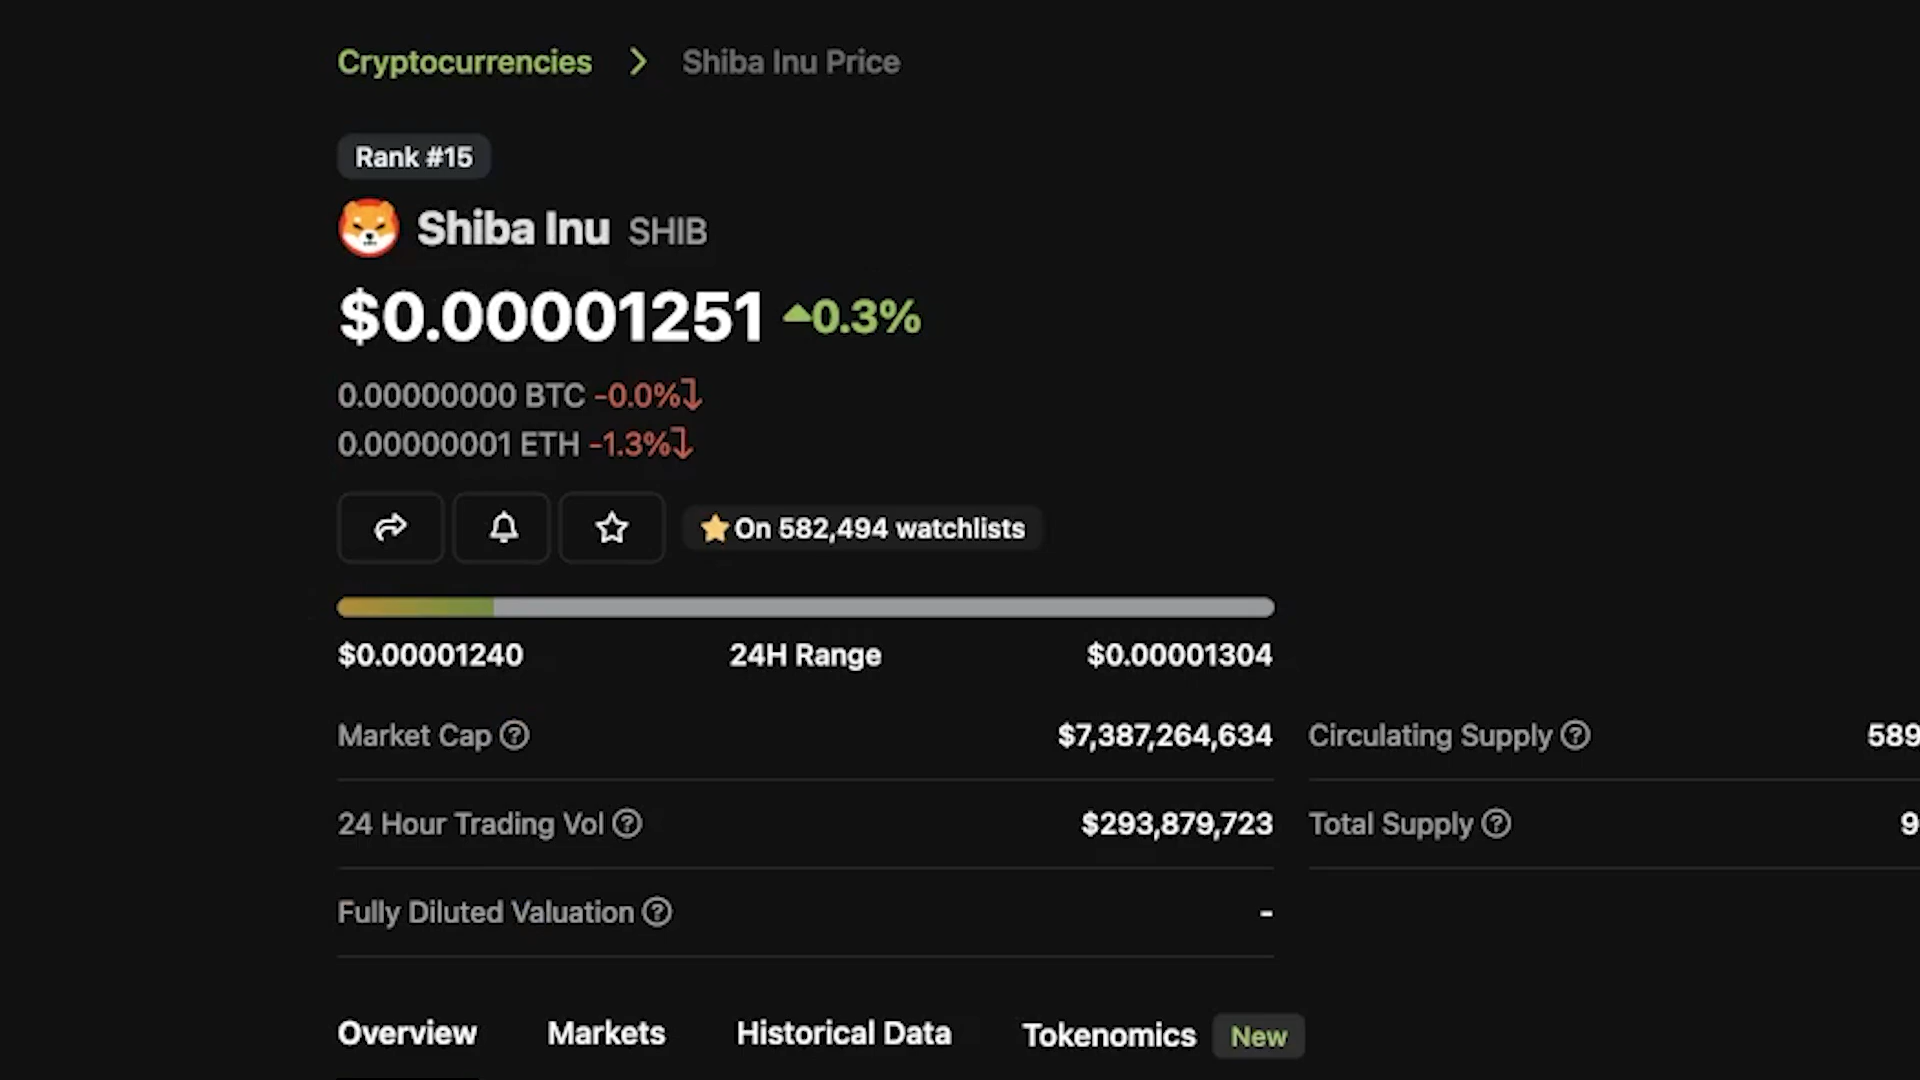 Cryptocurrencies > Shiba Inu Price
Rank #15
Shiba Inu SHIB
$0.00001251 0.3%
0.00000000 BTC -0.0%
0.00000001 ETH -1.3%
On 582,494 watchlists
$0.00001240 24H Range $0.00001304
Market Cap $7,387,264,634 Circulating Supply 589
24 Hour Trading Vol $293,879,723 Total Supply 9
Fully Diluted Valuation -
Overview Markets Historical Data Tokenomics New